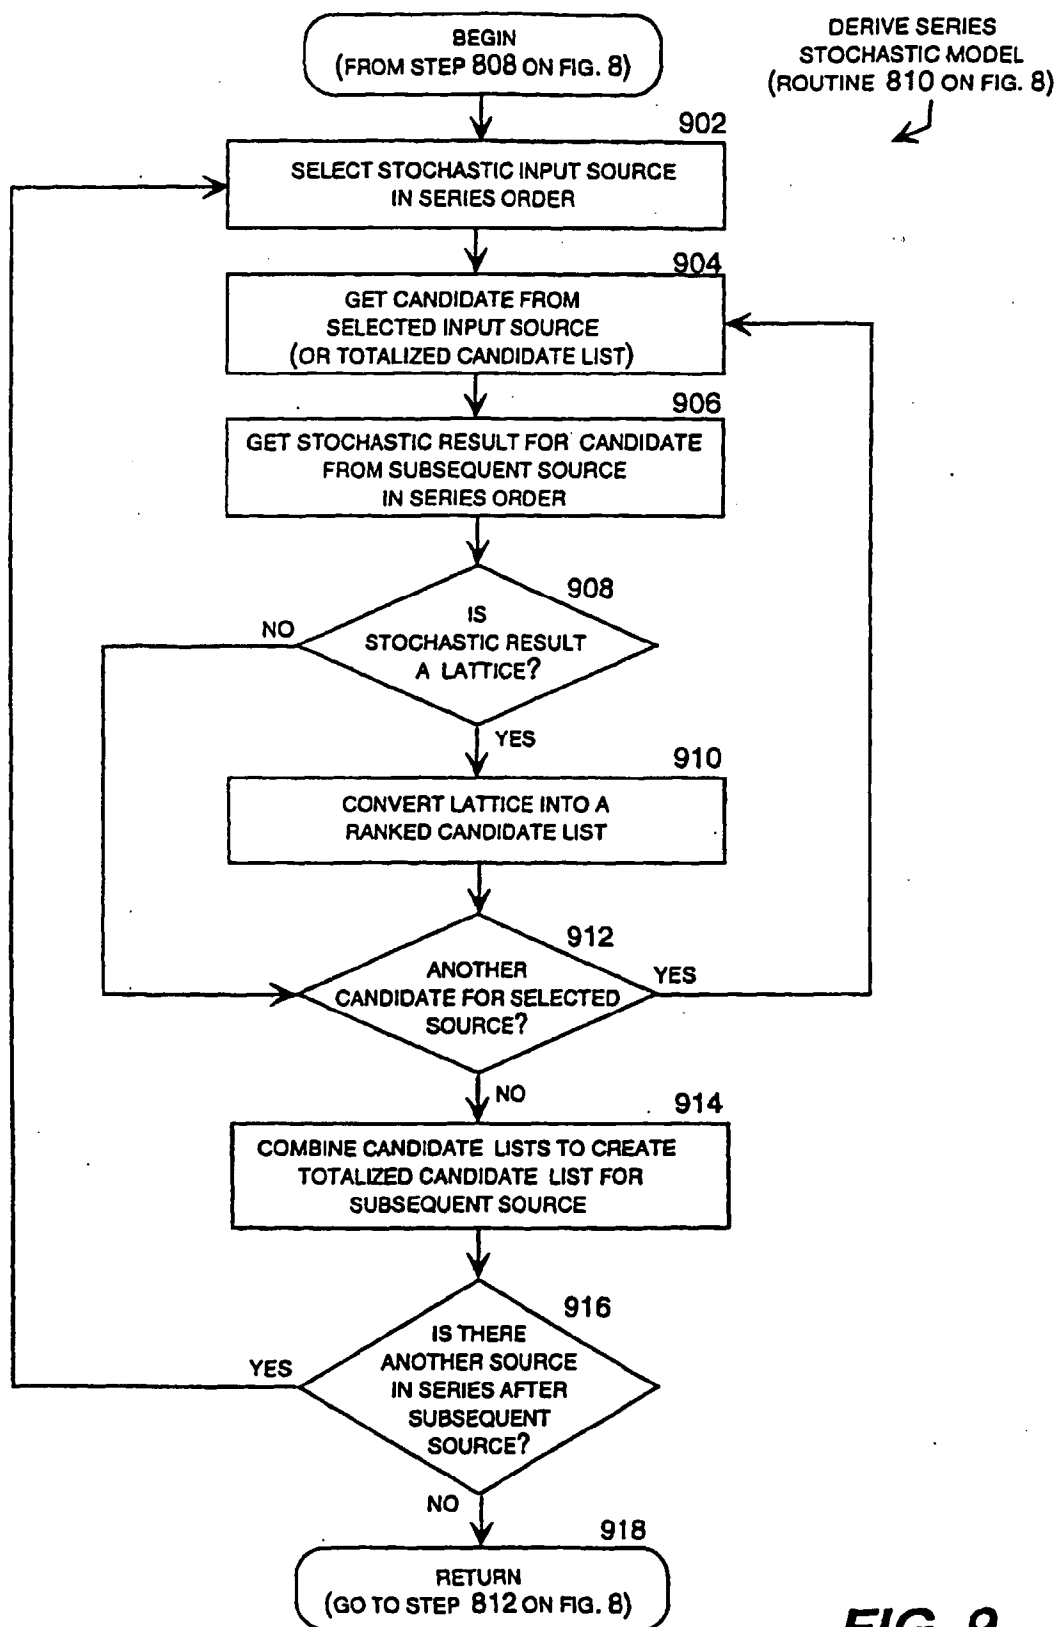 BEGIN
(FROM STEP 808 ON FIG. 8)
DERIVE SERIES
STOCHASTIC MODEL
(ROUTINE 810 ON FIG. 8)
902
SELECT STOCHASTIC INPUT SOURCE
IN SERIES ORDER
904
GET CANDIDATE FROM
SELECTED INPUT SOURCE
(OR TOTALIZED CANDIDATE LIST)
906
GET STOCHASTIC RESULT FOR CANDIDATE
FROM SUBSEQUENT SOURCE
IN SERIES ORDER
908
IS
STOCHASTIC RESULT
A LATTICE?
NO
YES
910
CONVERT LATTICE INTO A
RANKED CANDIDATE LIST
912
ANOTHER
CANDIDATE FOR SELECTED
SOURCE?
YES
NO
914
COMBINE CANDIDATE LISTS TO CREATE
TOTALIZED CANDIDATE LIST FOR
SUBSEQUENT SOURCE
916
IS THERE
ANOTHER SOURCE
IN SERIES AFTER
SUBSEQUENT
SOURCE?
YES
NO
918
RETURN
(GO TO STEP 812 ON FIG. 8)
FIG. 9